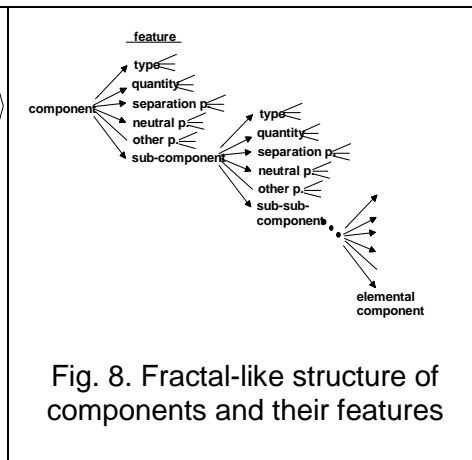 feature
type
quantity
component
separation p.
neutral p.
other p.
sub-component
type
quantity
separation p.
neutral p.
other p.
sub-sub-
component
elemental
component
Fig. 8. Fractal-like structure of
components and their features